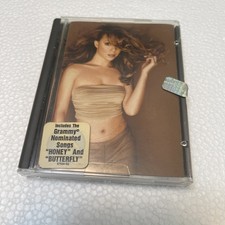 Includes The
Grammy®
Nominated
Songs
"HONEY" And
"BUTTERFLY"